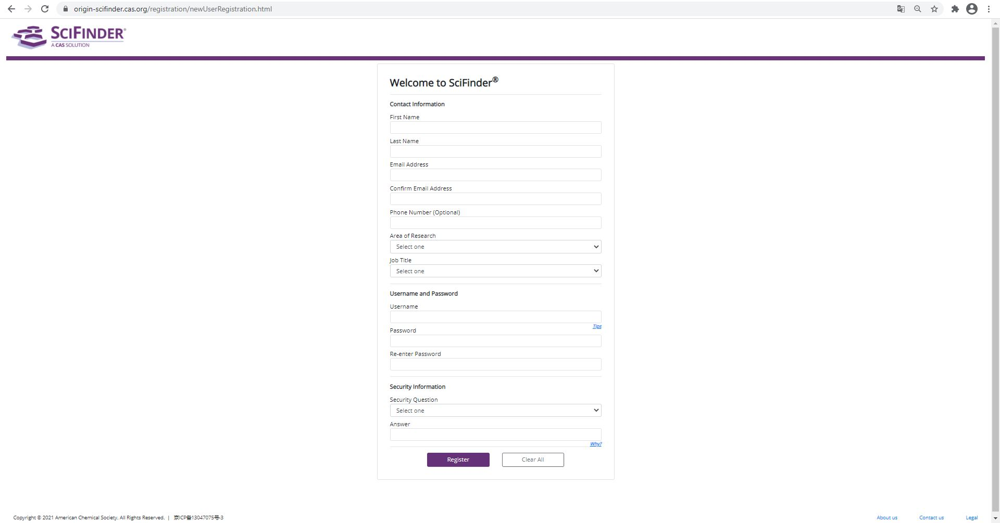 origin-scifinder.cas.org/registration/newUserRegistration.html
SCIFINDER®
A CAS SOLUTION
Welcome to SciFinder®
Contact Information
First Name
Last Name
Email Address
Confirm Email Address
Phone Number (Optional)
Area of Research
Select one
Job Title
Select one
Username and Password
Username
Tips
Password
Re-enter Password
Security Information
Security Question
Select one
Answer
Why?
Register Clear All
Copyright © 2021 American Chemical Society. All Rights Reserved. | 京ICP备13047075号-3
About us Contact us Legal